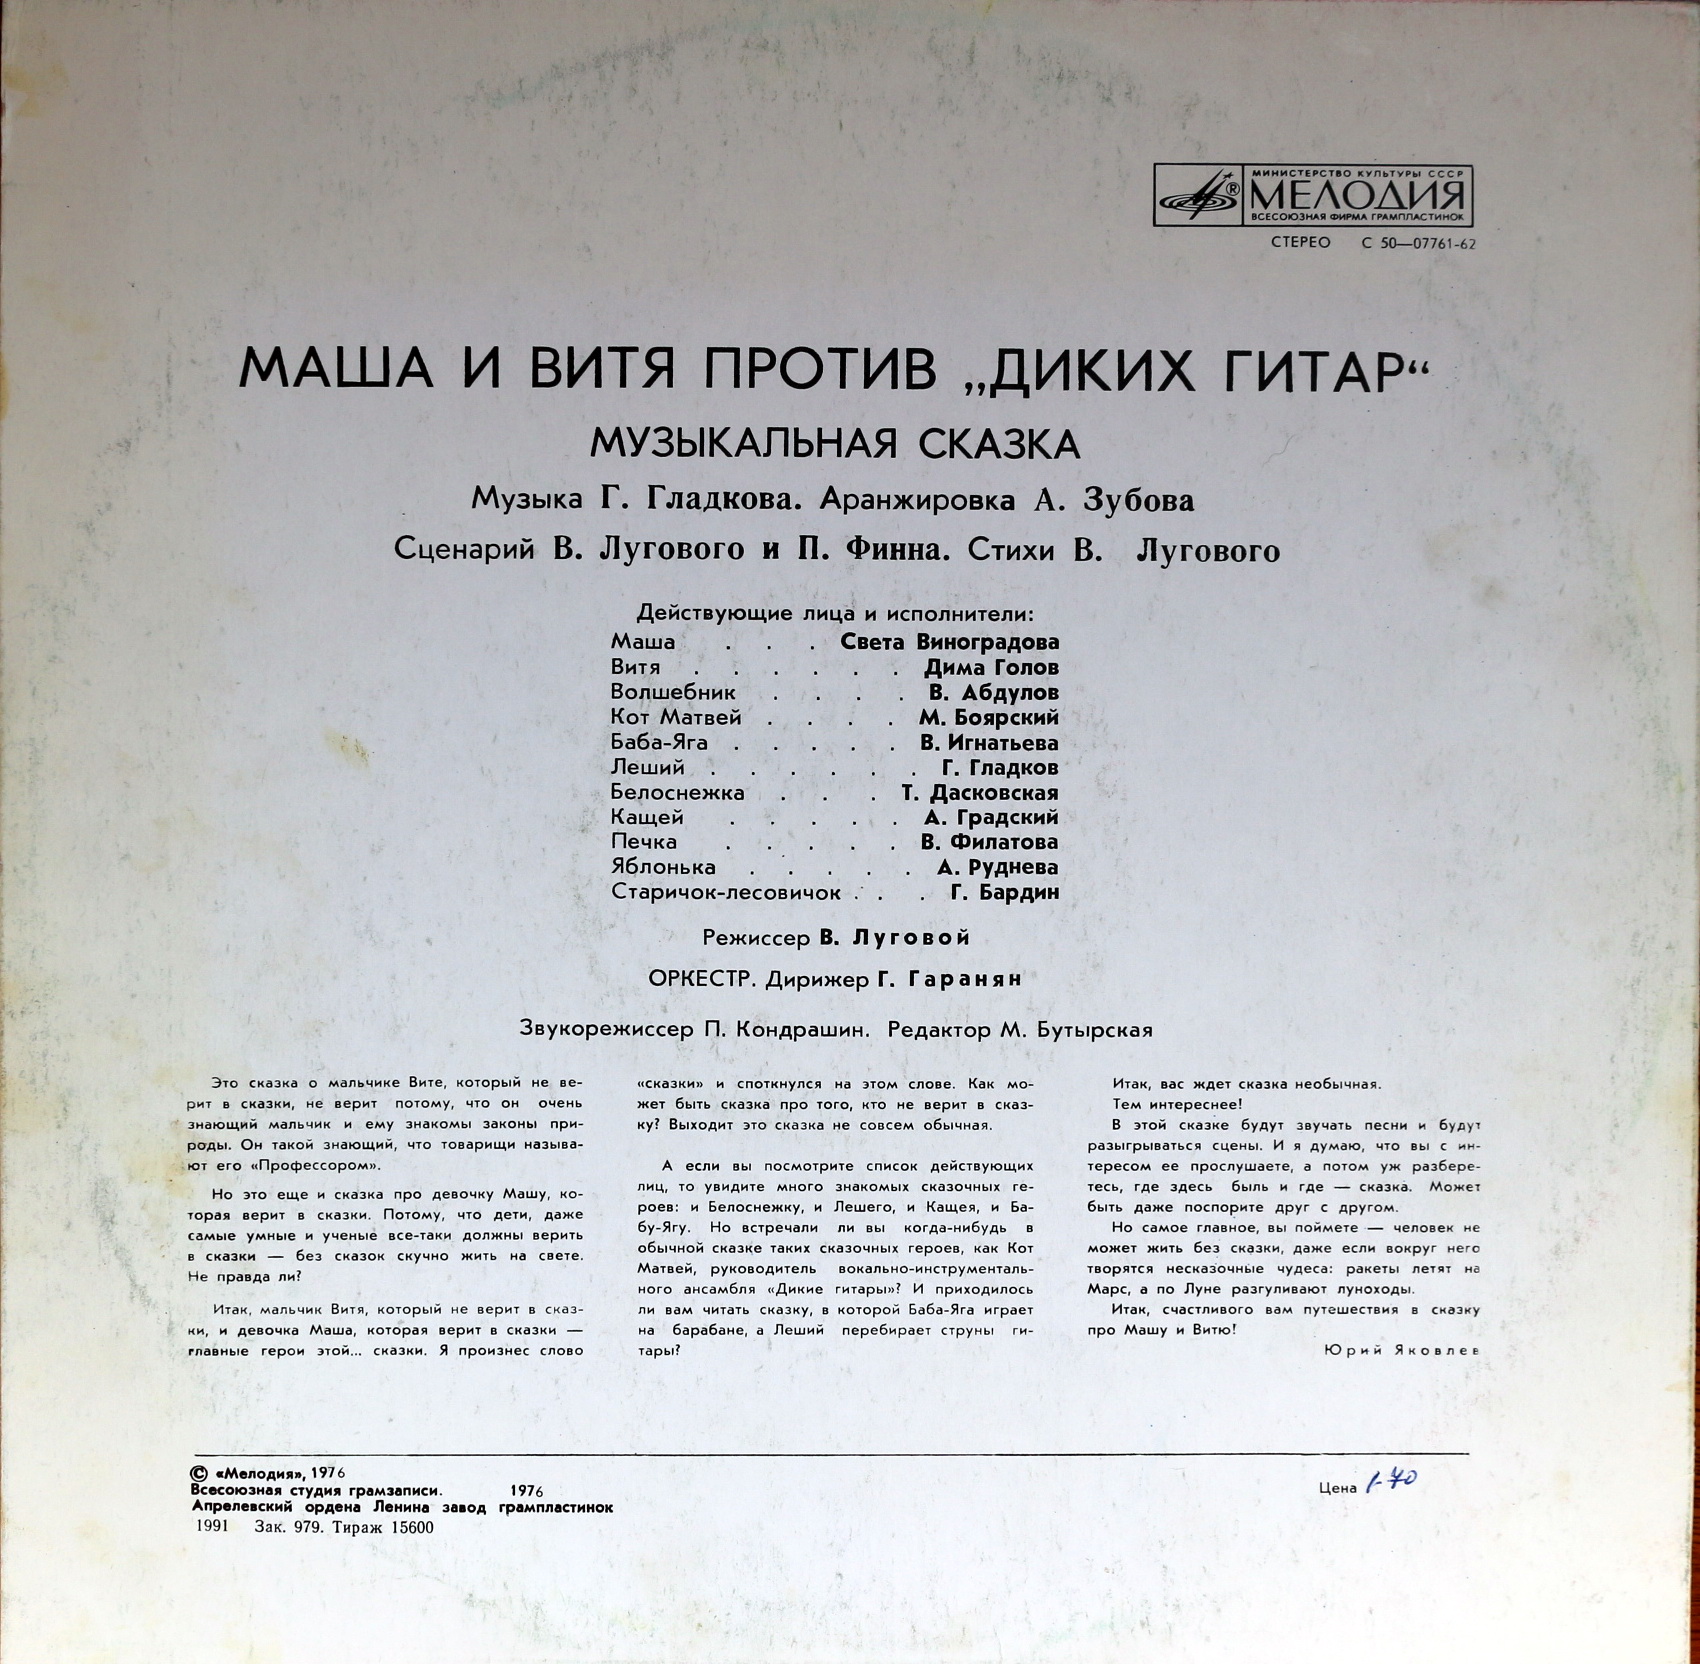 МИНИСТЕРСТВО КУЛЬТУРЫ СССР
® МЕЛОДИЯ
ВСЕСОЮЗНАЯ ФИРМА ГРАМПЛАСТИНОК
СТЕРЕО С 50—07761-62
МАША И ВИТЯ ПРОТИВ „ДИКИХ ГИТАР“
МУЗЫКАЛЬНАЯ СКАЗКА
Музыка Г. Гладкова. Аранжировка А. Зубова
Сценарий В. Лугового и П. Финна. Стихи В. Лугового
Действующие лица и исполнители:
Маша . . . Света Виноградова
Витя . . . . . . Дима Голов
Волшебник . . . . В. Абдулов
Кот Матвей . . . . М. Боярский
Баба-Яга . . . . . В. Игнатьева
Леший . . . . . . Г. Гладков
Белоснежка . . . Т. Дасковская
Кащей . . . . . А. Градский
Печка . . . . . В. Филатова
Яблонька . . . . . А. Руднева
Старичок-лесовичок . . . Г. Бардин
Режиссер В. Луговой
ОРКЕСТР. Дирижер Г. Гаранян
Звукорежиссер П. Кондрашин. Редактор М. Бутырская
Это сказка о мальчике Вите, который не ве-
рит в сказки, не верит потому, что он очень
знающий мальчик и ему знакомы законы при-
роды. Он такой знающий, что товарищи называ-
ют его «Профессором».
Но это еще и сказка про девочку Машу, ко-
торая верит в сказки. Потому, что дети, даже
самые умные и ученые все-таки должны верить
в сказки — без сказок скучно жить на свете.
Не правда ли?
Итак, мальчик Витя, который не верит в сказ-
ки, и девочка Маша, которая верит в сказки —
главные герои этой... сказки. Я произнес слово
«сказки» и споткнулся на этом слове. Как мо-
жет быть сказка про того, кто не верит в сказ-
ку? Выходит это сказка не совсем обычная.
А если вы посмотрите список действующих
лиц, то увидите много знакомых сказочных ге-
роев: и Белоснежку, и Лешего, и Кащея, и Ба-
бу-Ягу. Но встречали ли вы когда-нибудь в
обычной сказке таких сказочных героев, как Кот
Матвей, руководитель вокально-инструменталь-
ного ансамбля «Дикие гитары»? И приходилось
ли вам читать сказку, в которой Баба-Яга играет
на барабане, а Леший перебирает струны ги-
тары?
Итак, вас ждет сказка необычная.
Тем интереснее!
В этой сказке будут звучать песни и будут
разыгрываться сцены. И я думаю, что вы с ин-
тересом ее прослушаете, а потом уж разбере-
тесь, где здесь быль и где — сказка. Может
быть даже поспорите друг с другом.
Но самое главное, вы поймете — человек не
может жить без сказки, даже если вокруг него
творятся несказочные чудеса: ракеты летят на
Марс, а по Луне разгуливают луноходы.
Итак, счастливого вам путешествия в сказку
про Машу и Витю!
Юрий Яковлев
© «Мелодия», 1976
Всесоюзная студия грамзаписи. 1976
Апрелевский ордена Ленина завод грампластинок
1991 Зак. 979. Тираж 15600
Цена 1-70